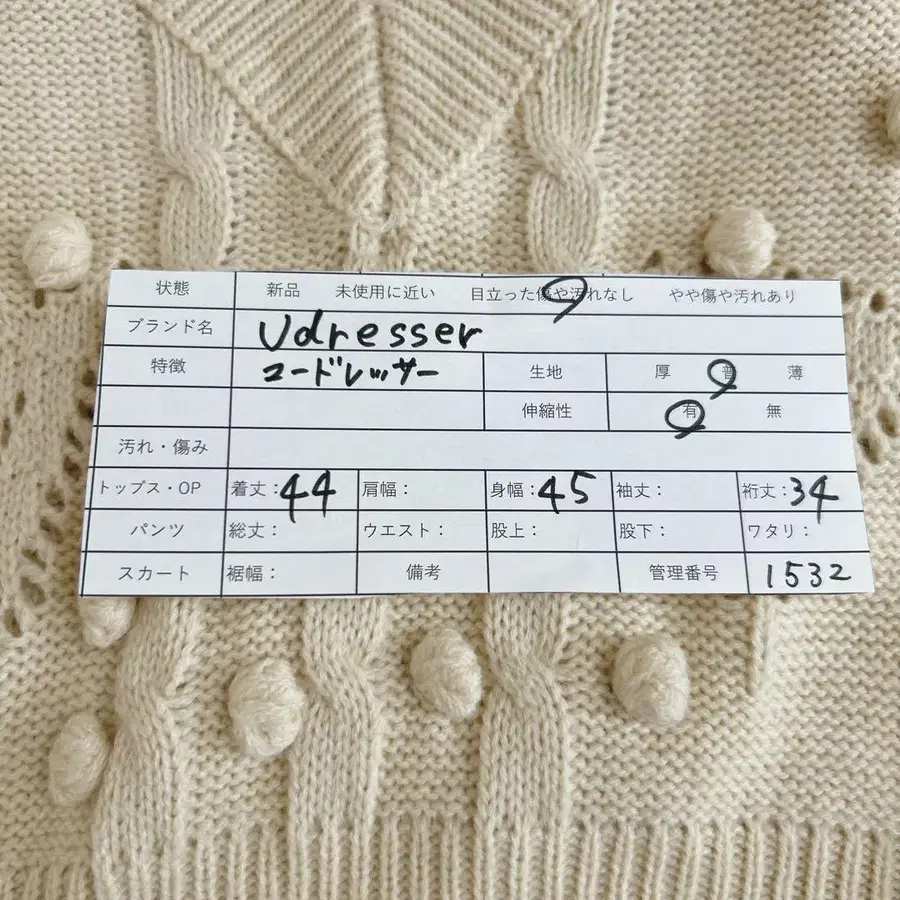 状態 新品 未使用に近い 目立った傷や汚れなし やや傷や汚れあり
ブランド名 Udresser
特徴 コードレッサー 生地 厚 普 薄
伸縮性 有 無
汚れ・傷み
トップス・OP 着丈:44 肩幅: 身幅:45 袖丈: 裄丈:34
パンツ 総丈: ウエスト: 股上: 股下: ワタリ:
スカート 裾幅: 備考 管理番号 1532